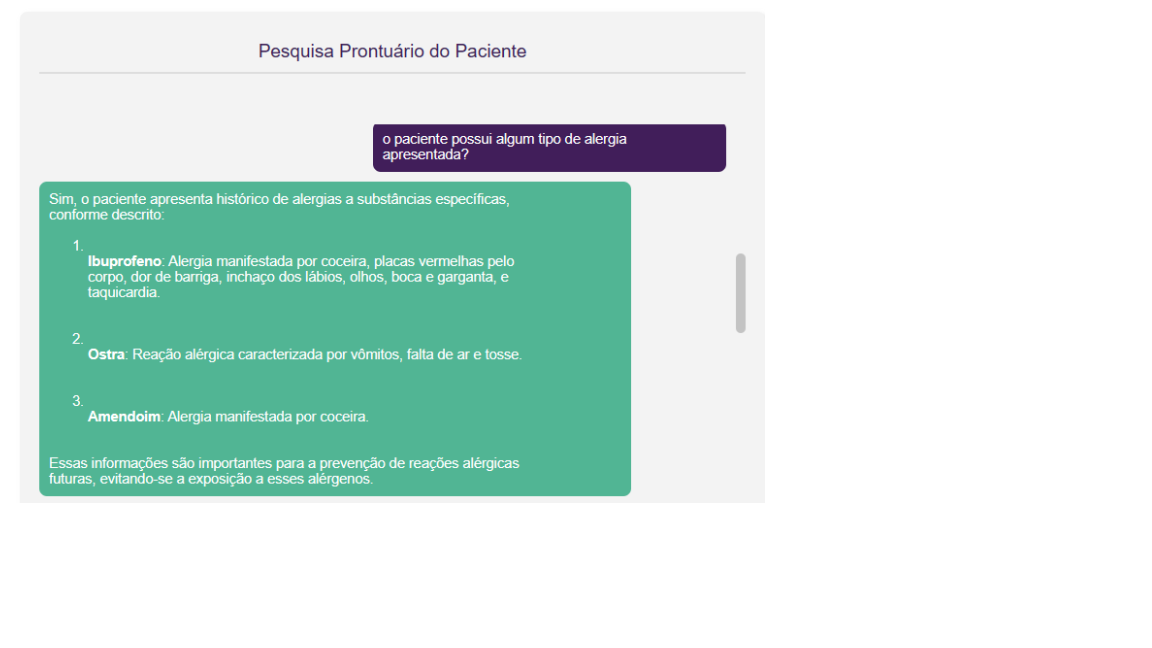 Pesquisa Prontuário do Paciente
o paciente possui algum tipo de alergia
apresentada?
Sim, o paciente apresenta histórico de alergias a substâncias específicas,
conforme descrito:
1.
Ibuprofeno: Alergia manifestada por coceira, placas vermelhas pelo
corpo, dor de barriga, inchaço dos lábios, olhos, boca e garganta, e
taquicardia.
2.
Ostra: Reação alérgica caracterizada por vômitos, falta de ar e tosse.
3.
Amendoim: Alergia manifestada por coceira.
Essas informações são importantes para a prevenção de reações alérgicas
futuras, evitando-se a exposição a esses alérgenos.